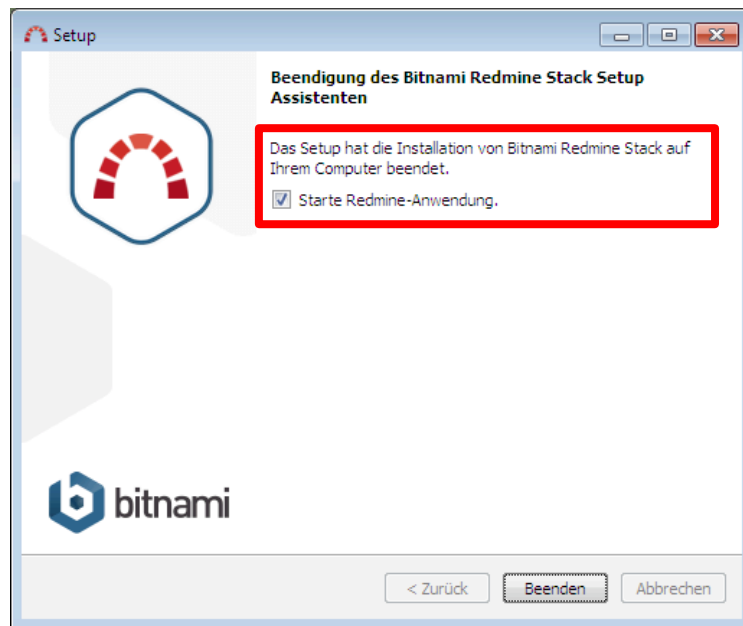 Setup
Beendigung des Bitnami Redmine Stack Setup
Assistenten
Das Setup hat die Installation von Bitnami Redmine Stack auf
Ihrem Computer beendet.
Starte Redmine-Anwendung.
bitnami
< Zurück
Beenden
Abbrechen